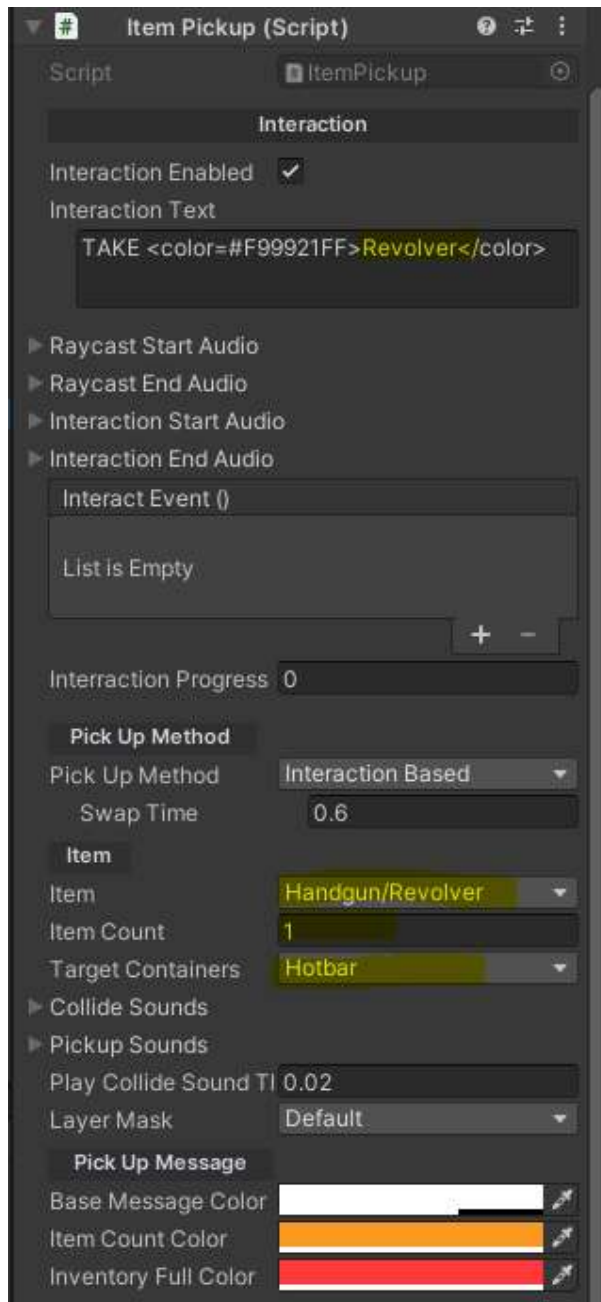 # Item Pickup (Script)
Script ItemPickup
Interaction
Interaction Enabled
Interaction Text
TAKE <color=#F99921FF>Revolver</color>
Raycast Start Audio
Raycast End Audio
Interaction Start Audio
Interaction End Audio
Interact Event ()
List is Empty
+ -
Interraction Progress 0
Pick Up Method
Pick Up Method Interaction Based
Swap Time 0.6
Item
Item Handgun/Revolver
Item Count 1
Target Containers Hotbar
Collide Sounds
Pickup Sounds
Play Collide Sound Tl 0.02
Layer Mask Default
Pick Up Message
Base Message Color
Item Count Color
Inventory Full Color